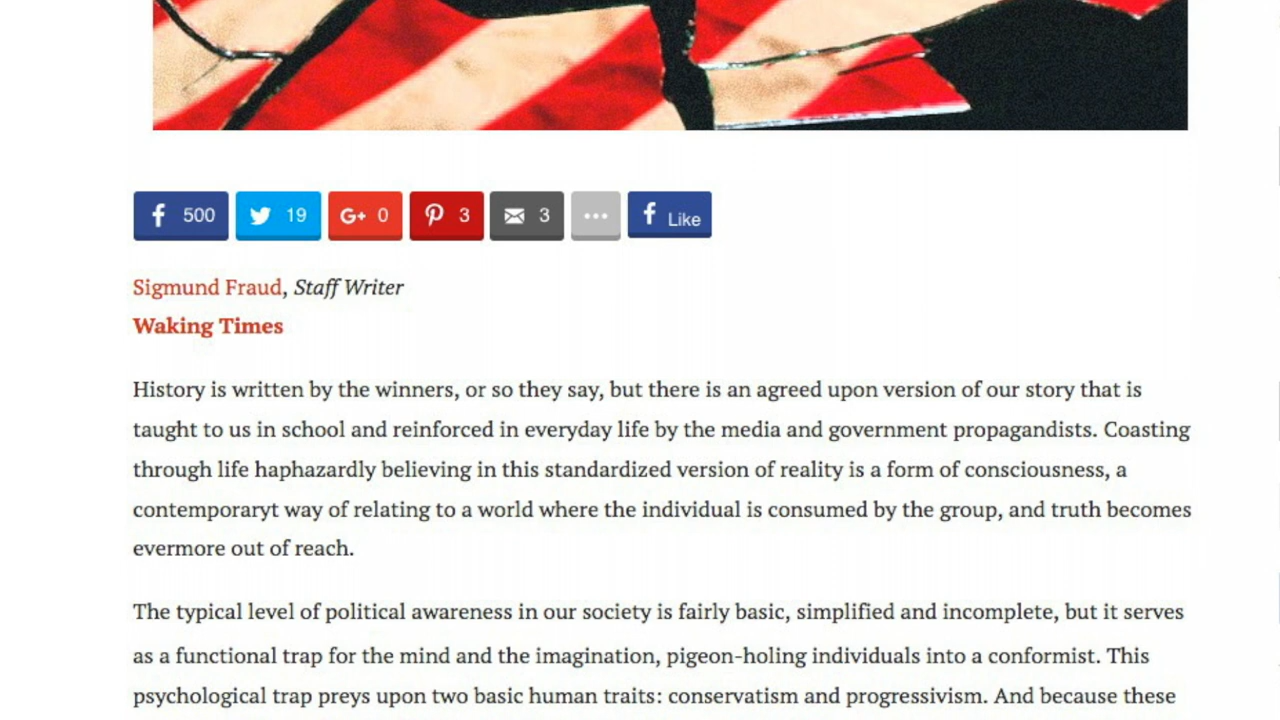 500 19 G+ 0 3 3 Like
Sigmund Fraud, Staff Writer
Waking Times
History is written by the winners, or so they say, but there is an agreed upon version of our story that is
taught to us in school and reinforced in everyday life by the media and government propagandists. Coasting
through life haphazardly believing in this standardized version of reality is a form of consciousness, a
contemporaryt way of relating to a world where the individual is consumed by the group, and truth becomes
evermore out of reach.
The typical level of political awareness in our society is fairly basic, simplified and incomplete, but it serves
as a functional trap for the mind and the imagination, pigeon-holing individuals into a conformist. This
psychological trap preys upon two basic human traits: conservatism and progressivism. And because these